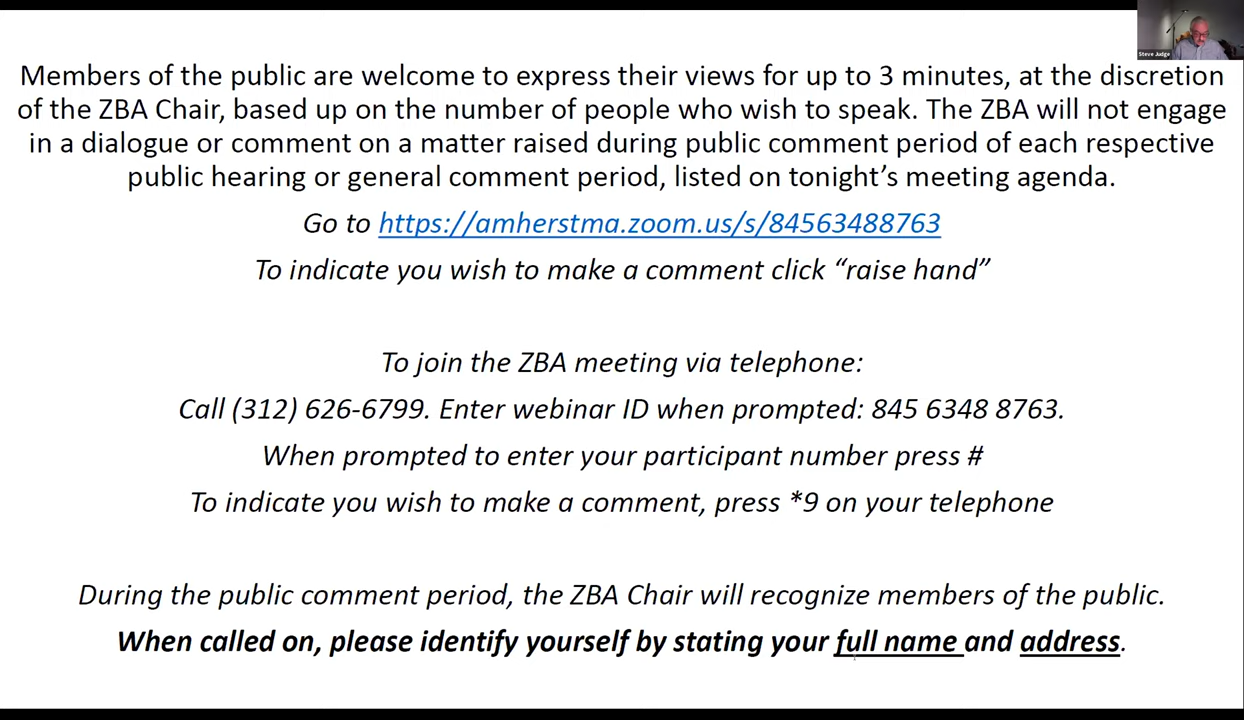 Steve Judge
Members of the public are welcome to express their views for up to 3 minutes, at the discretion
of the ZBA Chair, based up on the number of people who wish to speak. The ZBA will not engage
in a dialogue or comment on a matter raised during public comment period of each respective
public hearing or general comment period, listed on tonight’s meeting agenda.
Go to https://amherstma.zoom.us/s/84563488763
To indicate you wish to make a comment click “raise hand”
To join the ZBA meeting via telephone:
Call (312) 626-6799. Enter webinar ID when prompted: 845 6348 8763.
When prompted to enter your participant number press #
To indicate you wish to make a comment, press *9 on your telephone
During the public comment period, the ZBA Chair will recognize members of the public.
When called on, please identify yourself by stating your full name and address.